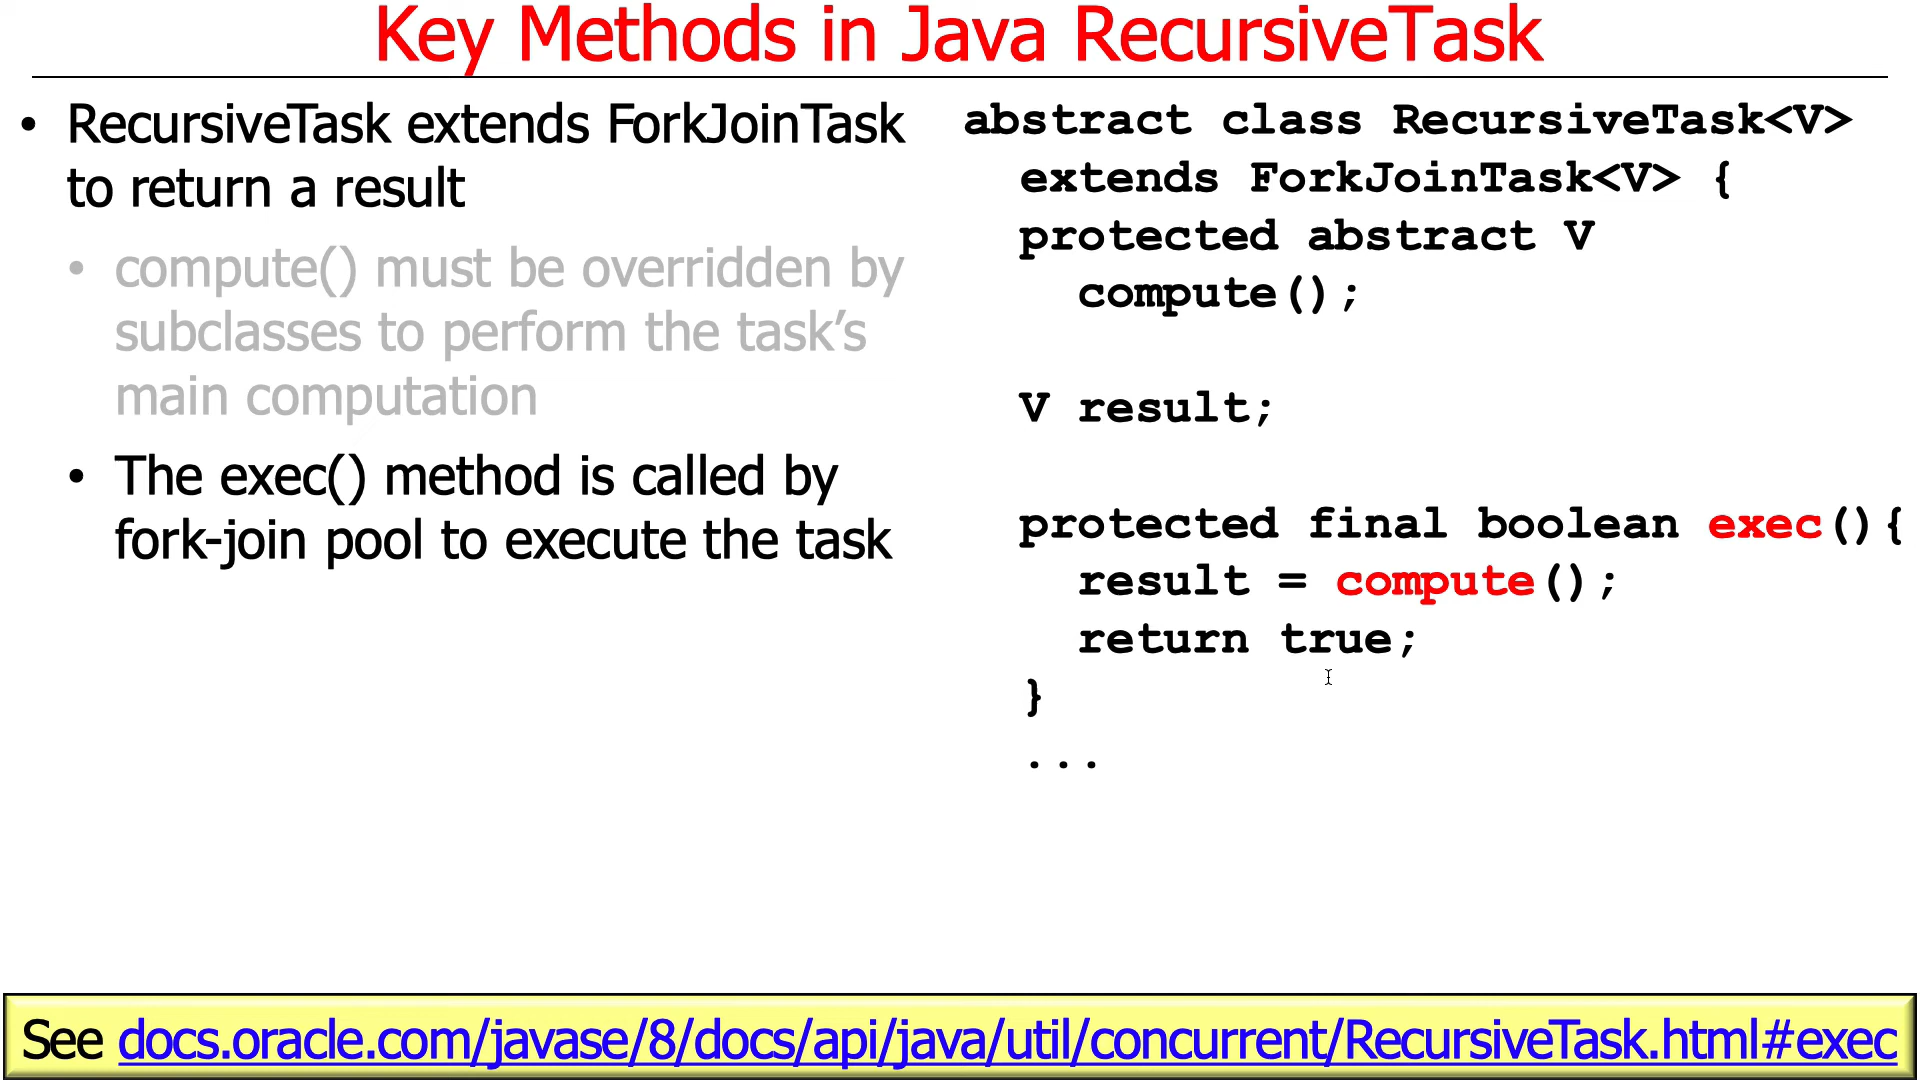 Key Methods in Java RecursiveTask
• RecursiveTask extends ForkJoinTask
to return a result
• compute() must be overridden by
subclasses to perform the task’s
main computation
• The exec() method is called by
fork-join pool to execute the task
abstract class RecursiveTask<V>
extends ForkJoinTask<V> {
protected abstract V
compute();
V result;
protected final boolean exec(){
result = compute();
return true;
}
...
See docs.oracle.com/javase/8/docs/api/java/util/concurrent/RecursiveTask.html#exec